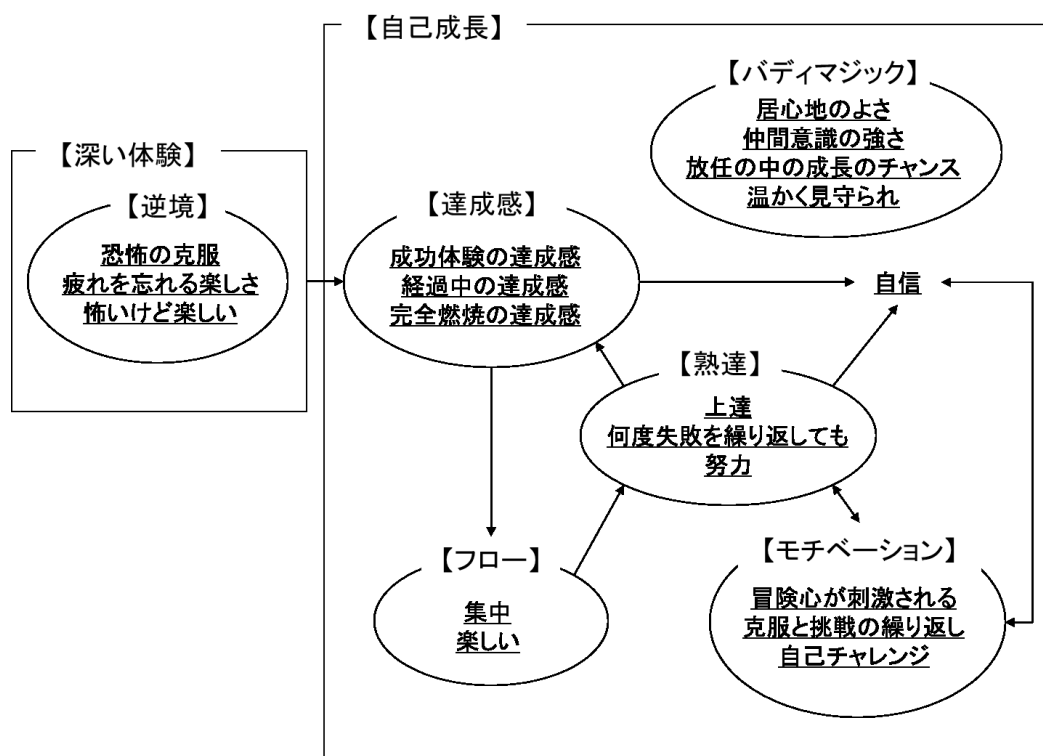 【自己成長】
【バディマジック】
居心地のよさ
仲間意識の強さ
放任の中の成長のチャンス
温かく見守られ
【深い体験】
【逆境】
恐怖の克服
疲れを忘れる楽しさ
怖いけど楽しい
【達成感】
成功体験の達成感
経過中の達成感
完全燃焼の達成感
自信
【熟達】
上達
何度失敗を繰り返しても
努力
【フロー】
集中
楽しい
【モチベーション】
冒険心が刺激される
克服と挑戦の繰り返し
自己チャレンジ